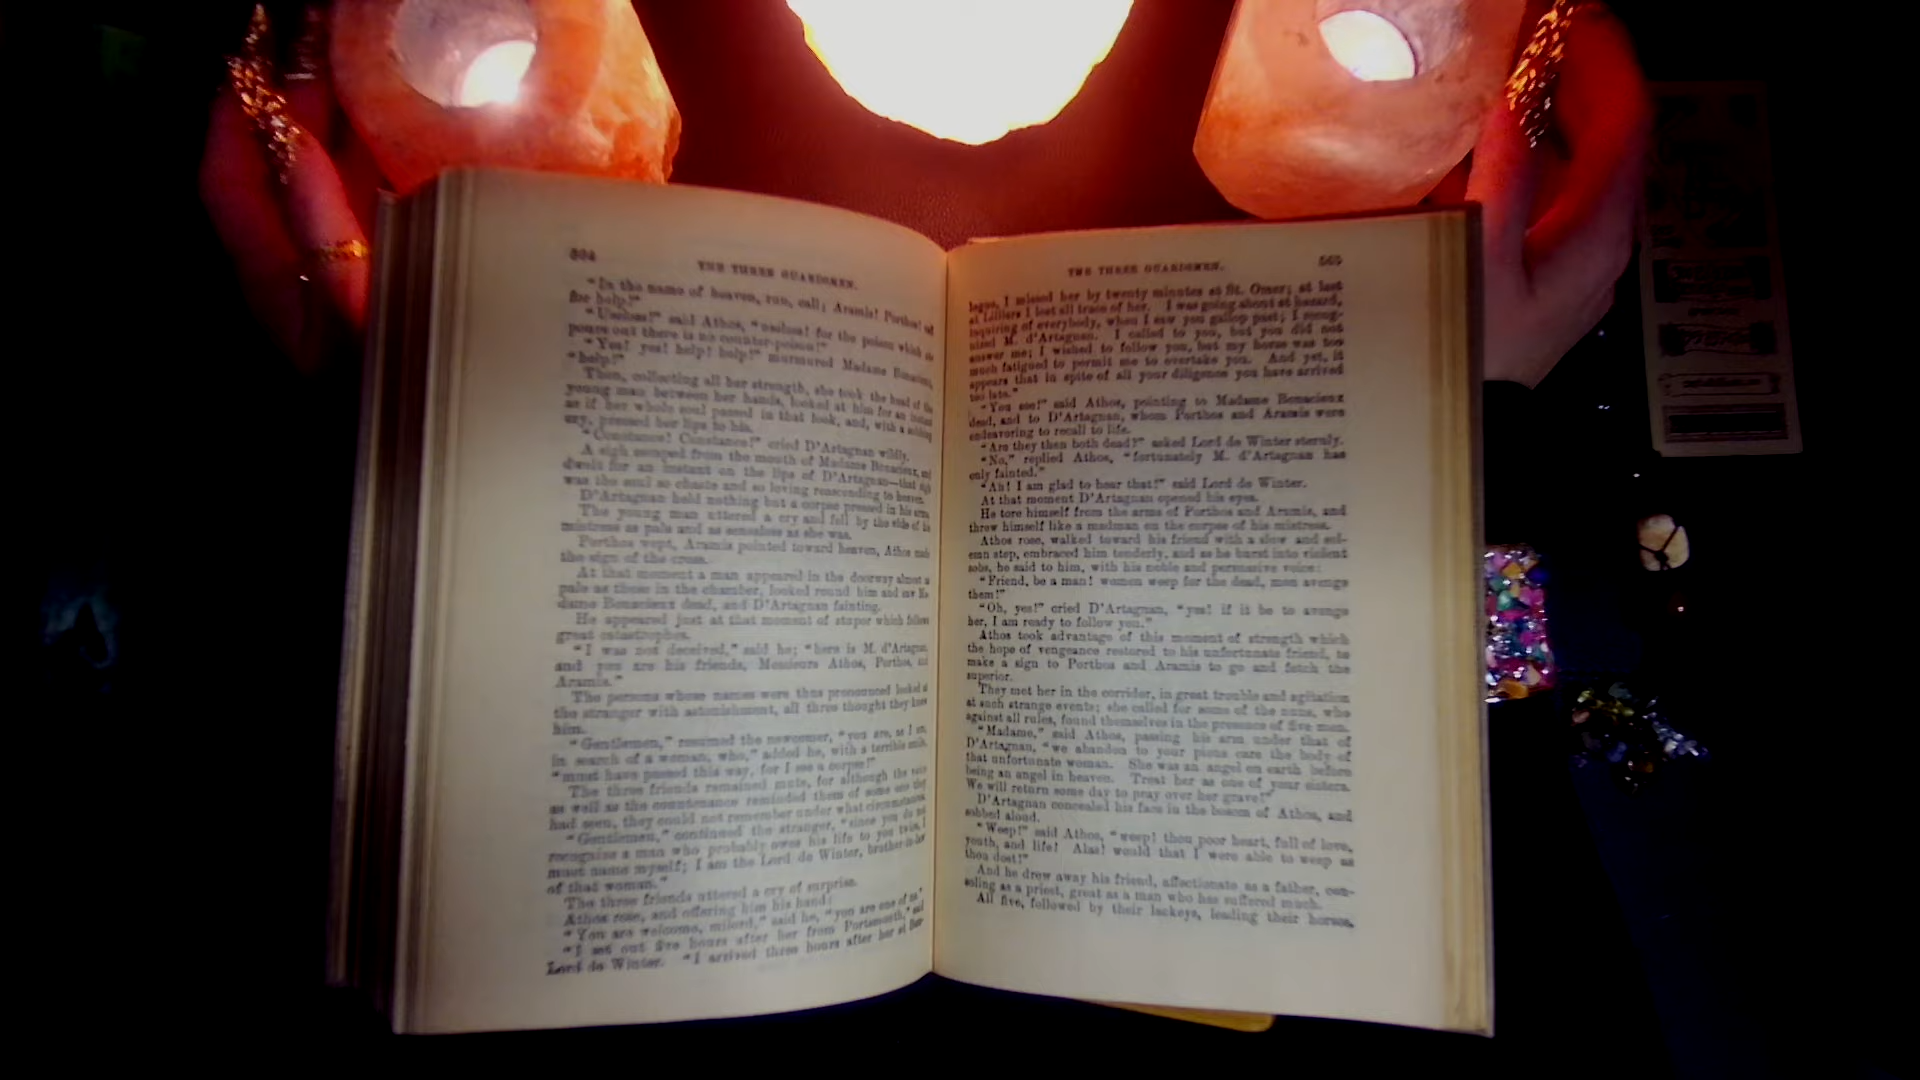 564
THE THREE GUARDSMEN.
"In the name of heaven, run, call; Aramis! Porthos! ask
for help!"
"Useless!" said Athos, "useless! for the poison which she
pours out there is no counter-poison!"
"Yes! yes! help! help!" murmured Madame Bonacieux,
"help!"
Then, collecting all her strength, she took the head of the
young man between her hands, looked at him for an instant
as if her whole soul passed in that look, and, with a sobbing
cry, pressed her lips to his.
"Constance! Constance!" cried D'Artagnan wildly.
A sigh escaped from the mouth of Madame Bonacieux, and
dwelt for an instant on the lips of D'Artagnan—that sigh
was the soul so chaste and so loving reascending to heaven.
D'Artagnan held nothing but a corpse pressed in his arms.
The young man uttered a cry and fell by the side of his
mistress as pale and as senseless as she was.
Porthos wept, Aramis pointed toward heaven, Athos made
the sign of the cross.
At that moment a man appeared in the doorway almost as
pale as those in the chamber, looked round him and saw Ma-
dame Bonacieux dead, and D'Artagnan fainting.
He appeared just at that moment of stupor which follows
great catastrophes.
"I was not deceived," said he; "here is M. d'Artagnan,
and you are his friends, Messieurs Athos, Porthos, and
Aramis."
The persons whose names were thus pronounced looked at
the stranger with astonishment, all three thought they knew
him.
"Gentlemen," resumed the newcomer, "you are, as I am,
in search of a woman, who," added he, with a terrible smile,
"must have passed this way, for I see a corpse!"
The three friends remained mute, for although the voice
as well as the countenance reminded them of some one they
had seen, they could not remember under what circumstances.
"Gentlemen," continued the stranger, "since you do not
recognize a man who probably owes his life to you twice, I
must name myself; I am the Lord de Winter, brother-in-law
of that woman."
The three friends uttered a cry of surprise.
Athos rose, and offering him his hand:
"You are welcome, milord," said he, "you are one of us."
"I set out five hours after her from Portsmouth," said
Lord de Winter. "I arrived three hours after her at Bou-
THE THREE GUARDSMEN.
565
logne, I missed her by twenty minutes at St. Omer; at last
at Lilliers I lost all trace of her. I was going about at hazard,
inquiring of everybody, when I saw you gallop past; I recog-
nized M. d'Artagnan. I called to you, but you did not
answer me; I wished to follow you, but my horse was too
much fatigued to permit me to overtake you. And yet, it
appears that in spite of all your diligence you have arrived
too late."
"You see!" said Athos, pointing to Madame Bonacieux
dead, and to D'Artagnan, whom Porthos and Aramis were
endeavoring to recall to life.
"Are they then both dead?" asked Lord de Winter sternly.
"No," replied Athos, "fortunately M. d'Artagnan has
only fainted."
"Ah! I am glad to hear that!" said Lord de Winter.
At that moment D'Artagnan opened his eyes.
He tore himself from the arms of Porthos and Aramis, and
threw himself like a madman on the corpse of his mistress.
Athos rose, walked toward his friend with a slow and sol-
emn step, embraced him tenderly, and as he burst into violent
sobs, he said to him, with his noble and persuasive voice:
"Friend, be a man! women weep for the dead, men avenge
them!"
"Oh, yes!" cried D'Artagnan, "yes! if it be to avenge
her, I am ready to follow you."
Athos took advantage of this moment of strength which
the hope of vengeance restored to his unfortunate friend, to
make a sign to Porthos and Aramis to go and fetch the
superior.
They met her in the corridor, in great trouble and agitation
at such strange events; she called for some of the nuns, who
against all rules, found themselves in the presence of five men.
"Madame," said Athos, passing his arm under that of
D'Artagnan, "we abandon to your pious care the body of
that unfortunate woman. She was an angel on earth before
being an angel in heaven. Treat her as one of your sisters.
We will return some day to pray over her grave!"
D'Artagnan concealed his face in the bosom of Athos, and
sobbed aloud.
"Weep!" said Athos, "weep! thou poor heart, full of love,
youth, and life! Alas! would that I were able to weep as
thou dost!"
And he drew away his friend, affectionate as a father, con-
soling as a priest, great as a man who has suffered much.
All five, followed by their lackeys, leading their horses,